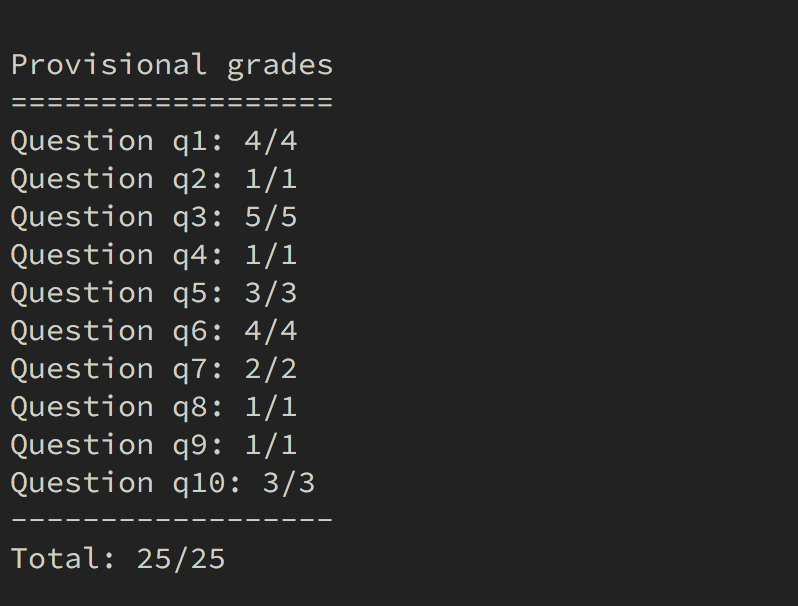 Provisional grades
==================
Question q1: 4/4
Question q2: 1/1
Question q3: 5/5
Question q4: 1/1
Question q5: 3/3
Question q6: 4/4
Question q7: 2/2
Question q8: 1/1
Question q9: 1/1
Question q10: 3/3
------------------
Total: 25/25